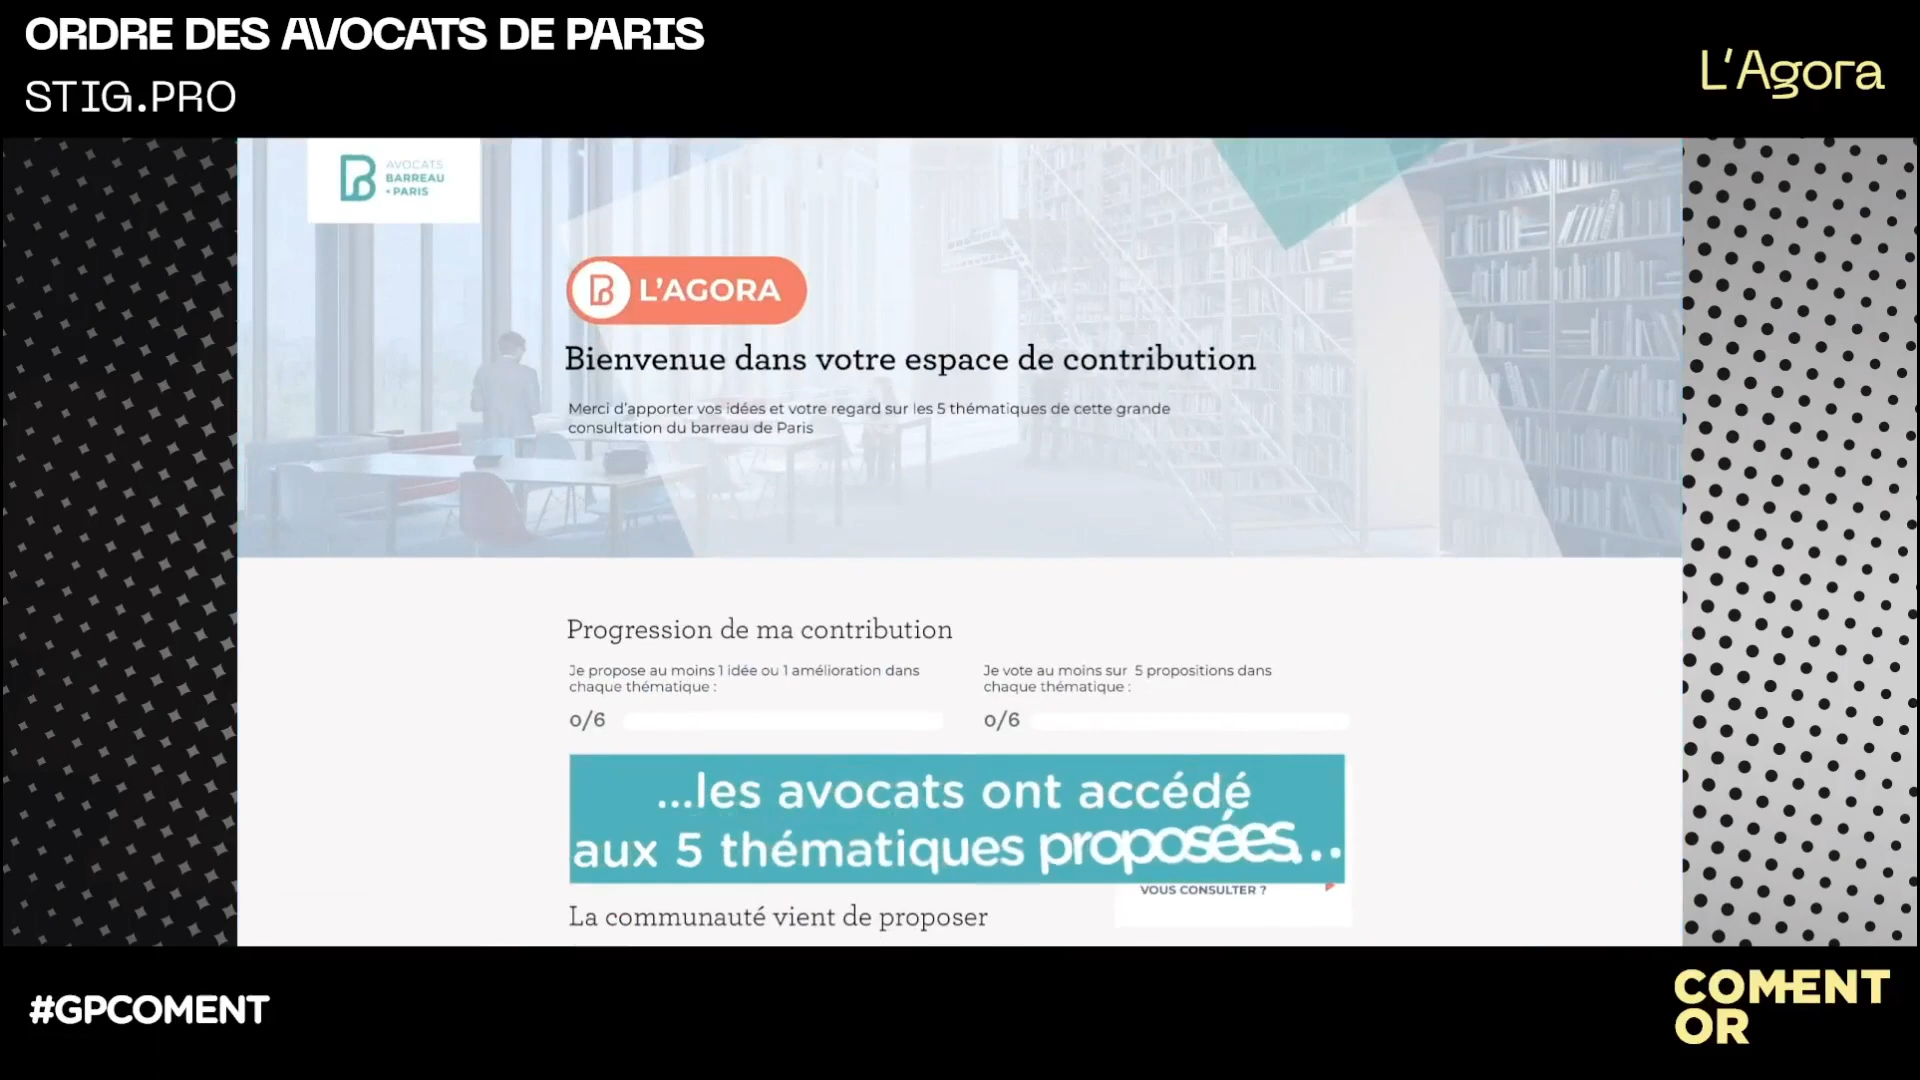 ORDRE DES AVOCATS DE PARIS
STIG.PRO
L'Agora
AVOCATS
BARREAU
• PARIS
L'AGORA
Bienvenue dans votre espace de contribution
Merci d'apporter vos idées et votre regard sur les 5 thématiques de cette grande
consultation du barreau de Paris
Progression de ma contribution
Je propose au moins 1 idée ou 1 amélioration dans
chaque thématique :
0/6
Je vote au moins sur 5 propositions dans
chaque thématique :
0/6
...les avocats ont accédé
aux 5 thématiques proposées...
VOUS CONSULTER ?
La communauté vient de proposer
#GPCOMENT
COMENT
OR